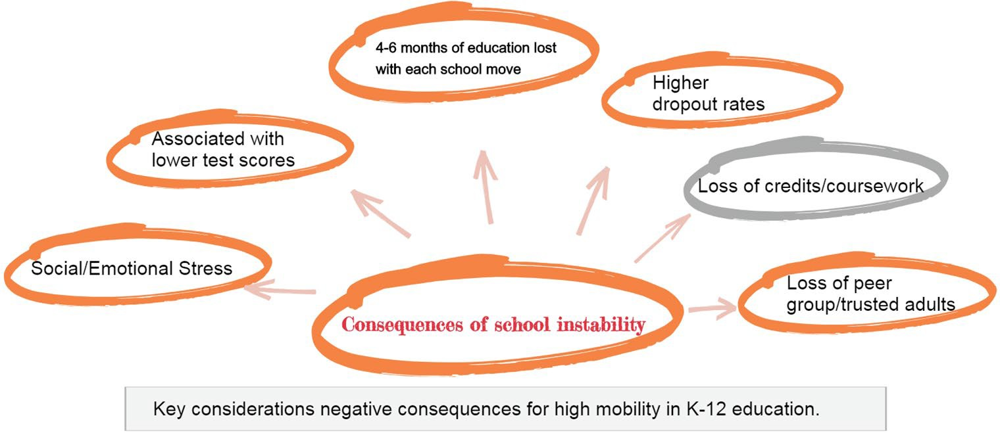 4-6 months of education lost
with each school move
Higher
dropout rates
Associated with
lower test scores
Loss of credits/coursework
Social/Emotional Stress
Loss of peer
group/trusted adults
Consequences of school instability
Key considerations negative consequences for high mobility in K-12 education.